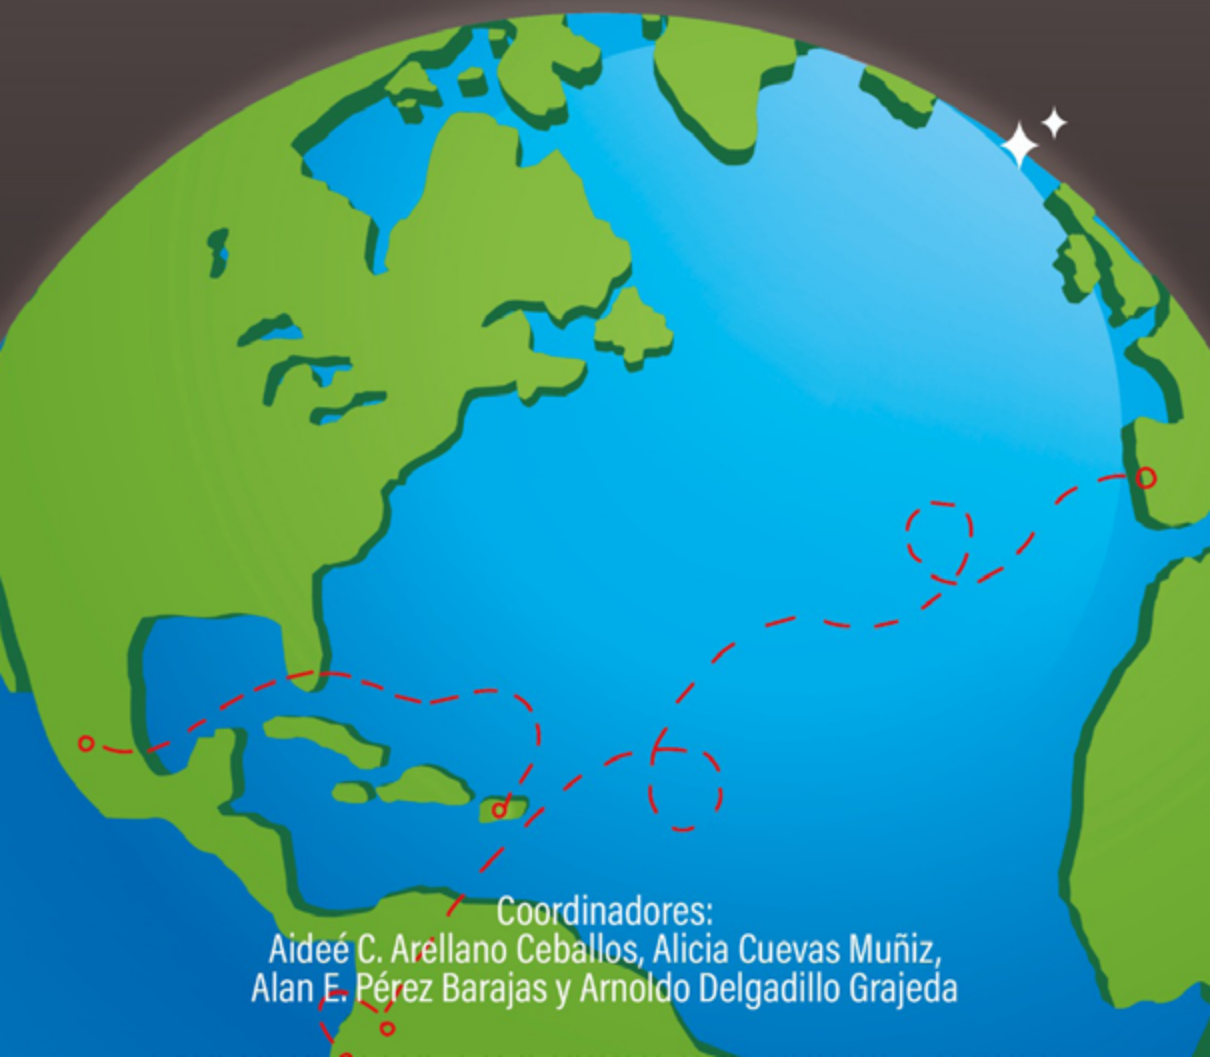 Coordinadores:
Aideé C. Arellano Ceballos, Alicia Cuevas Muñiz,
Alan E. Pérez Barajas y Arnoldo Delgadillo Grajeda